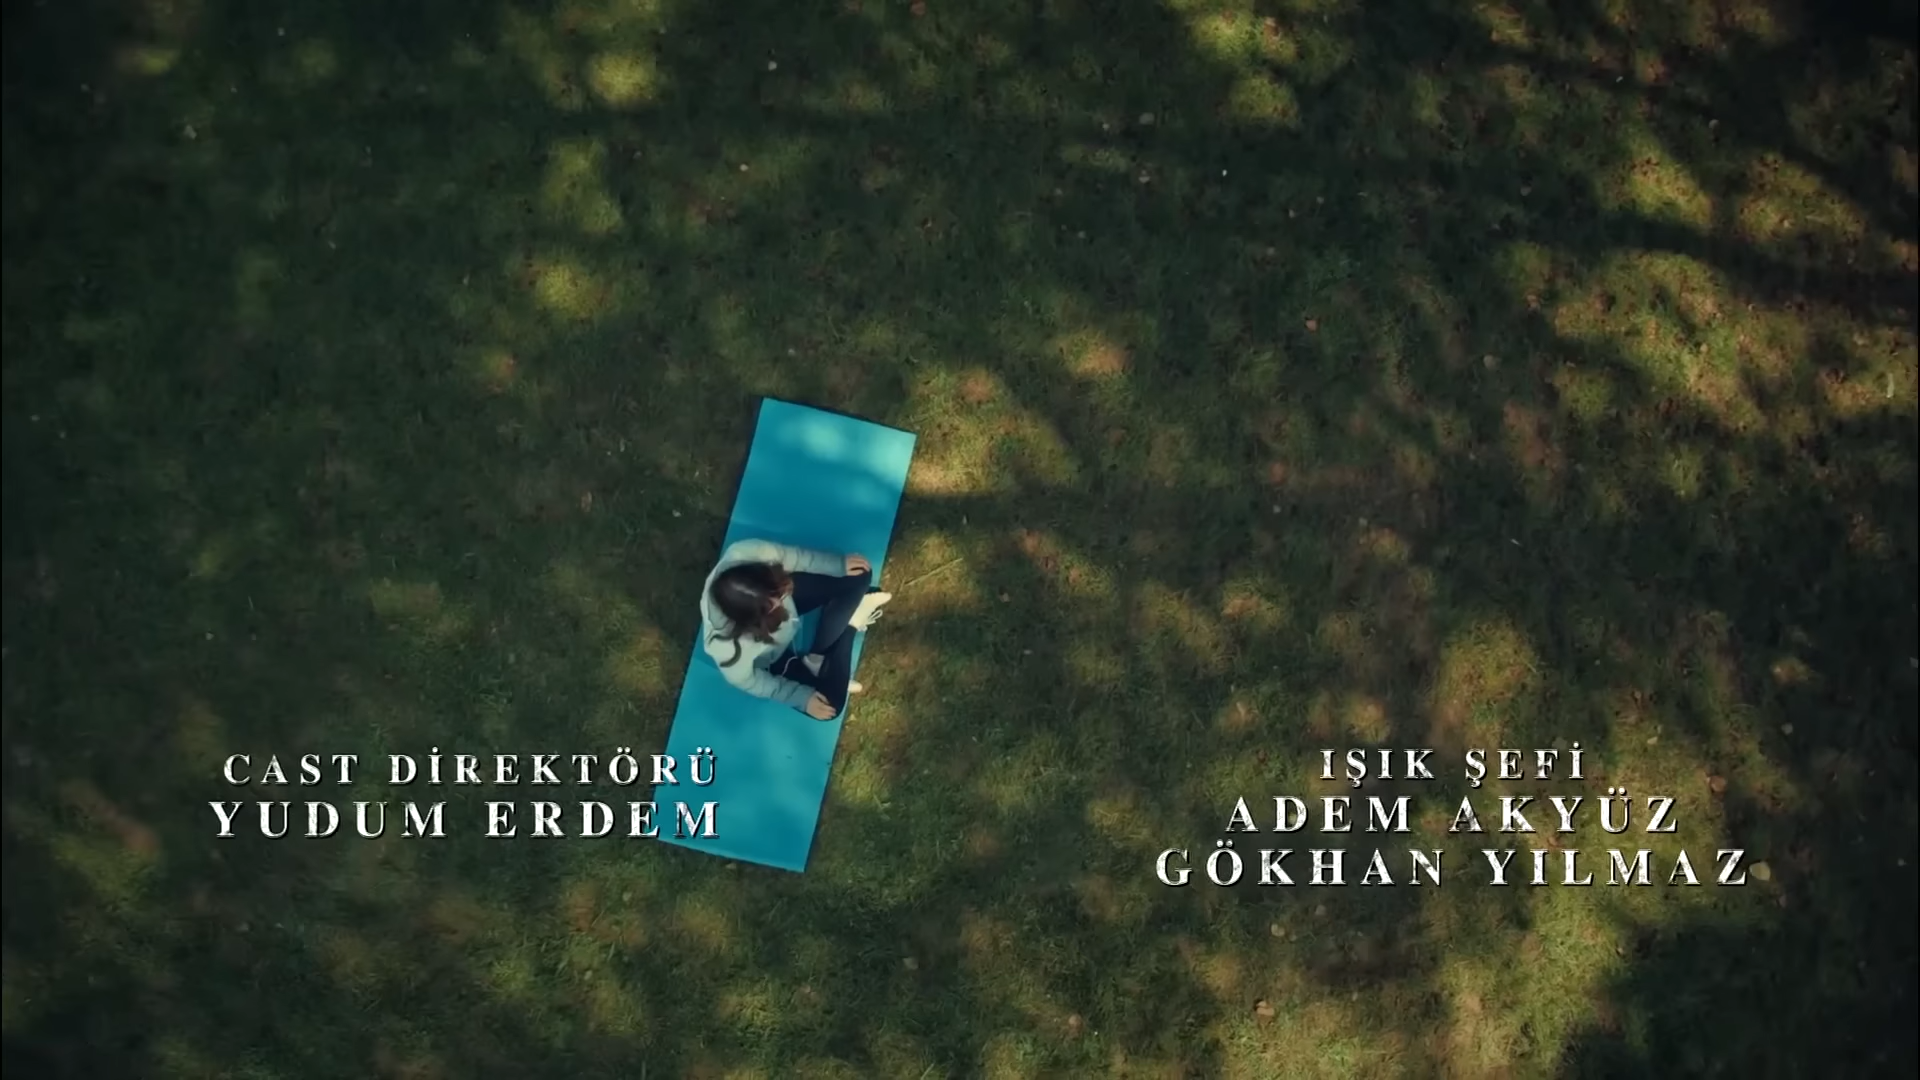 CAST DİREKTÖRÜ
YUDUM ERDEM
IŞIK ŞEFİ
ADEM AKYÜZ
GÖKHAN YILMAZ